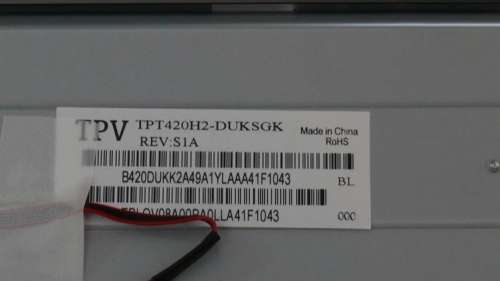 TPV TPT420H2-DUKSGK
REV:S1A
Made in China
RoHS
B420DUKK2A49A1YLAAA41F1043
BL
000